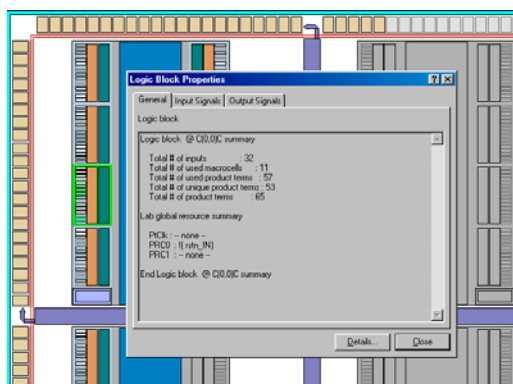 Logic Block Properties
General
Input Signals
Output Signals
Logic block
Logic block @ C(0,0)C summary
Total # of inputs : 32
Total # of used macrocells : 11
Total # of used product terms : 57
Total # of unique product terms : 53
Total # of product terms : 65
Lab global resource summary
PtClk : -- none --
PRC0 : !( rstn_IN)
PRC1 : -- none --
End Logic block @ C(0,0)C summary
Details...
Close